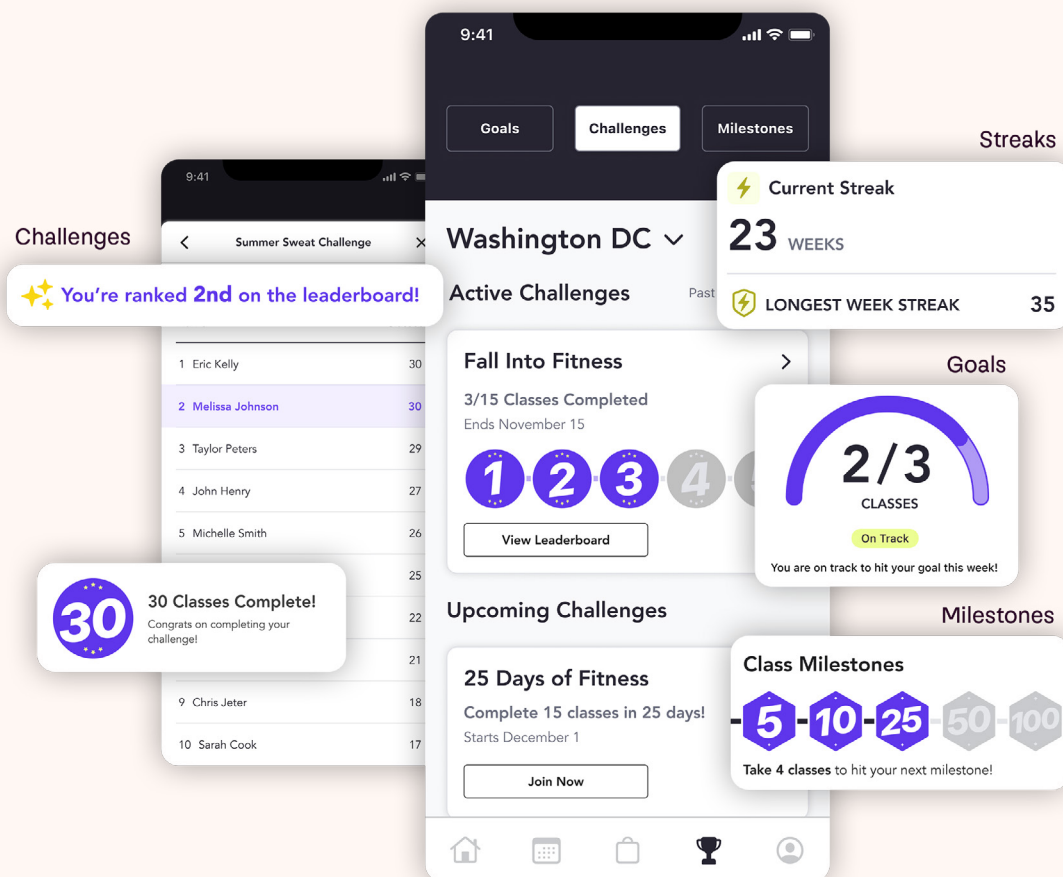 Challenges
9:41
Summer Sweat Challenge
You're ranked 2nd on the leaderboard!
1 Eric Kelly 30
2 Melissa Johnson 30
3 Taylor Peters 29
4 John Henry 27
5 Michelle Smith 26
25
22
21
9 Chris Jeter 18
10 Sarah Cook 17
30
30 Classes Complete!
Congrats on completing your
challenge!
9:41
Goals
Challenges
Milestones
Washington DC
Active Challenges
Past
Fall Into Fitness
3/15 Classes Completed
Ends November 15
1 2 3 4
View Leaderboard
Upcoming Challenges
25 Days of Fitness
Complete 15 classes in 25 days!
Starts December 1
Join Now
Streaks
Current Streak
23 WEEKS
LONGEST WEEK STREAK 35
Goals
2/3
CLASSES
On Track
You are on track to hit your goal this week!
Milestones
Class Milestones
5 10 25 50 100
Take 4 classes to hit your next milestone!